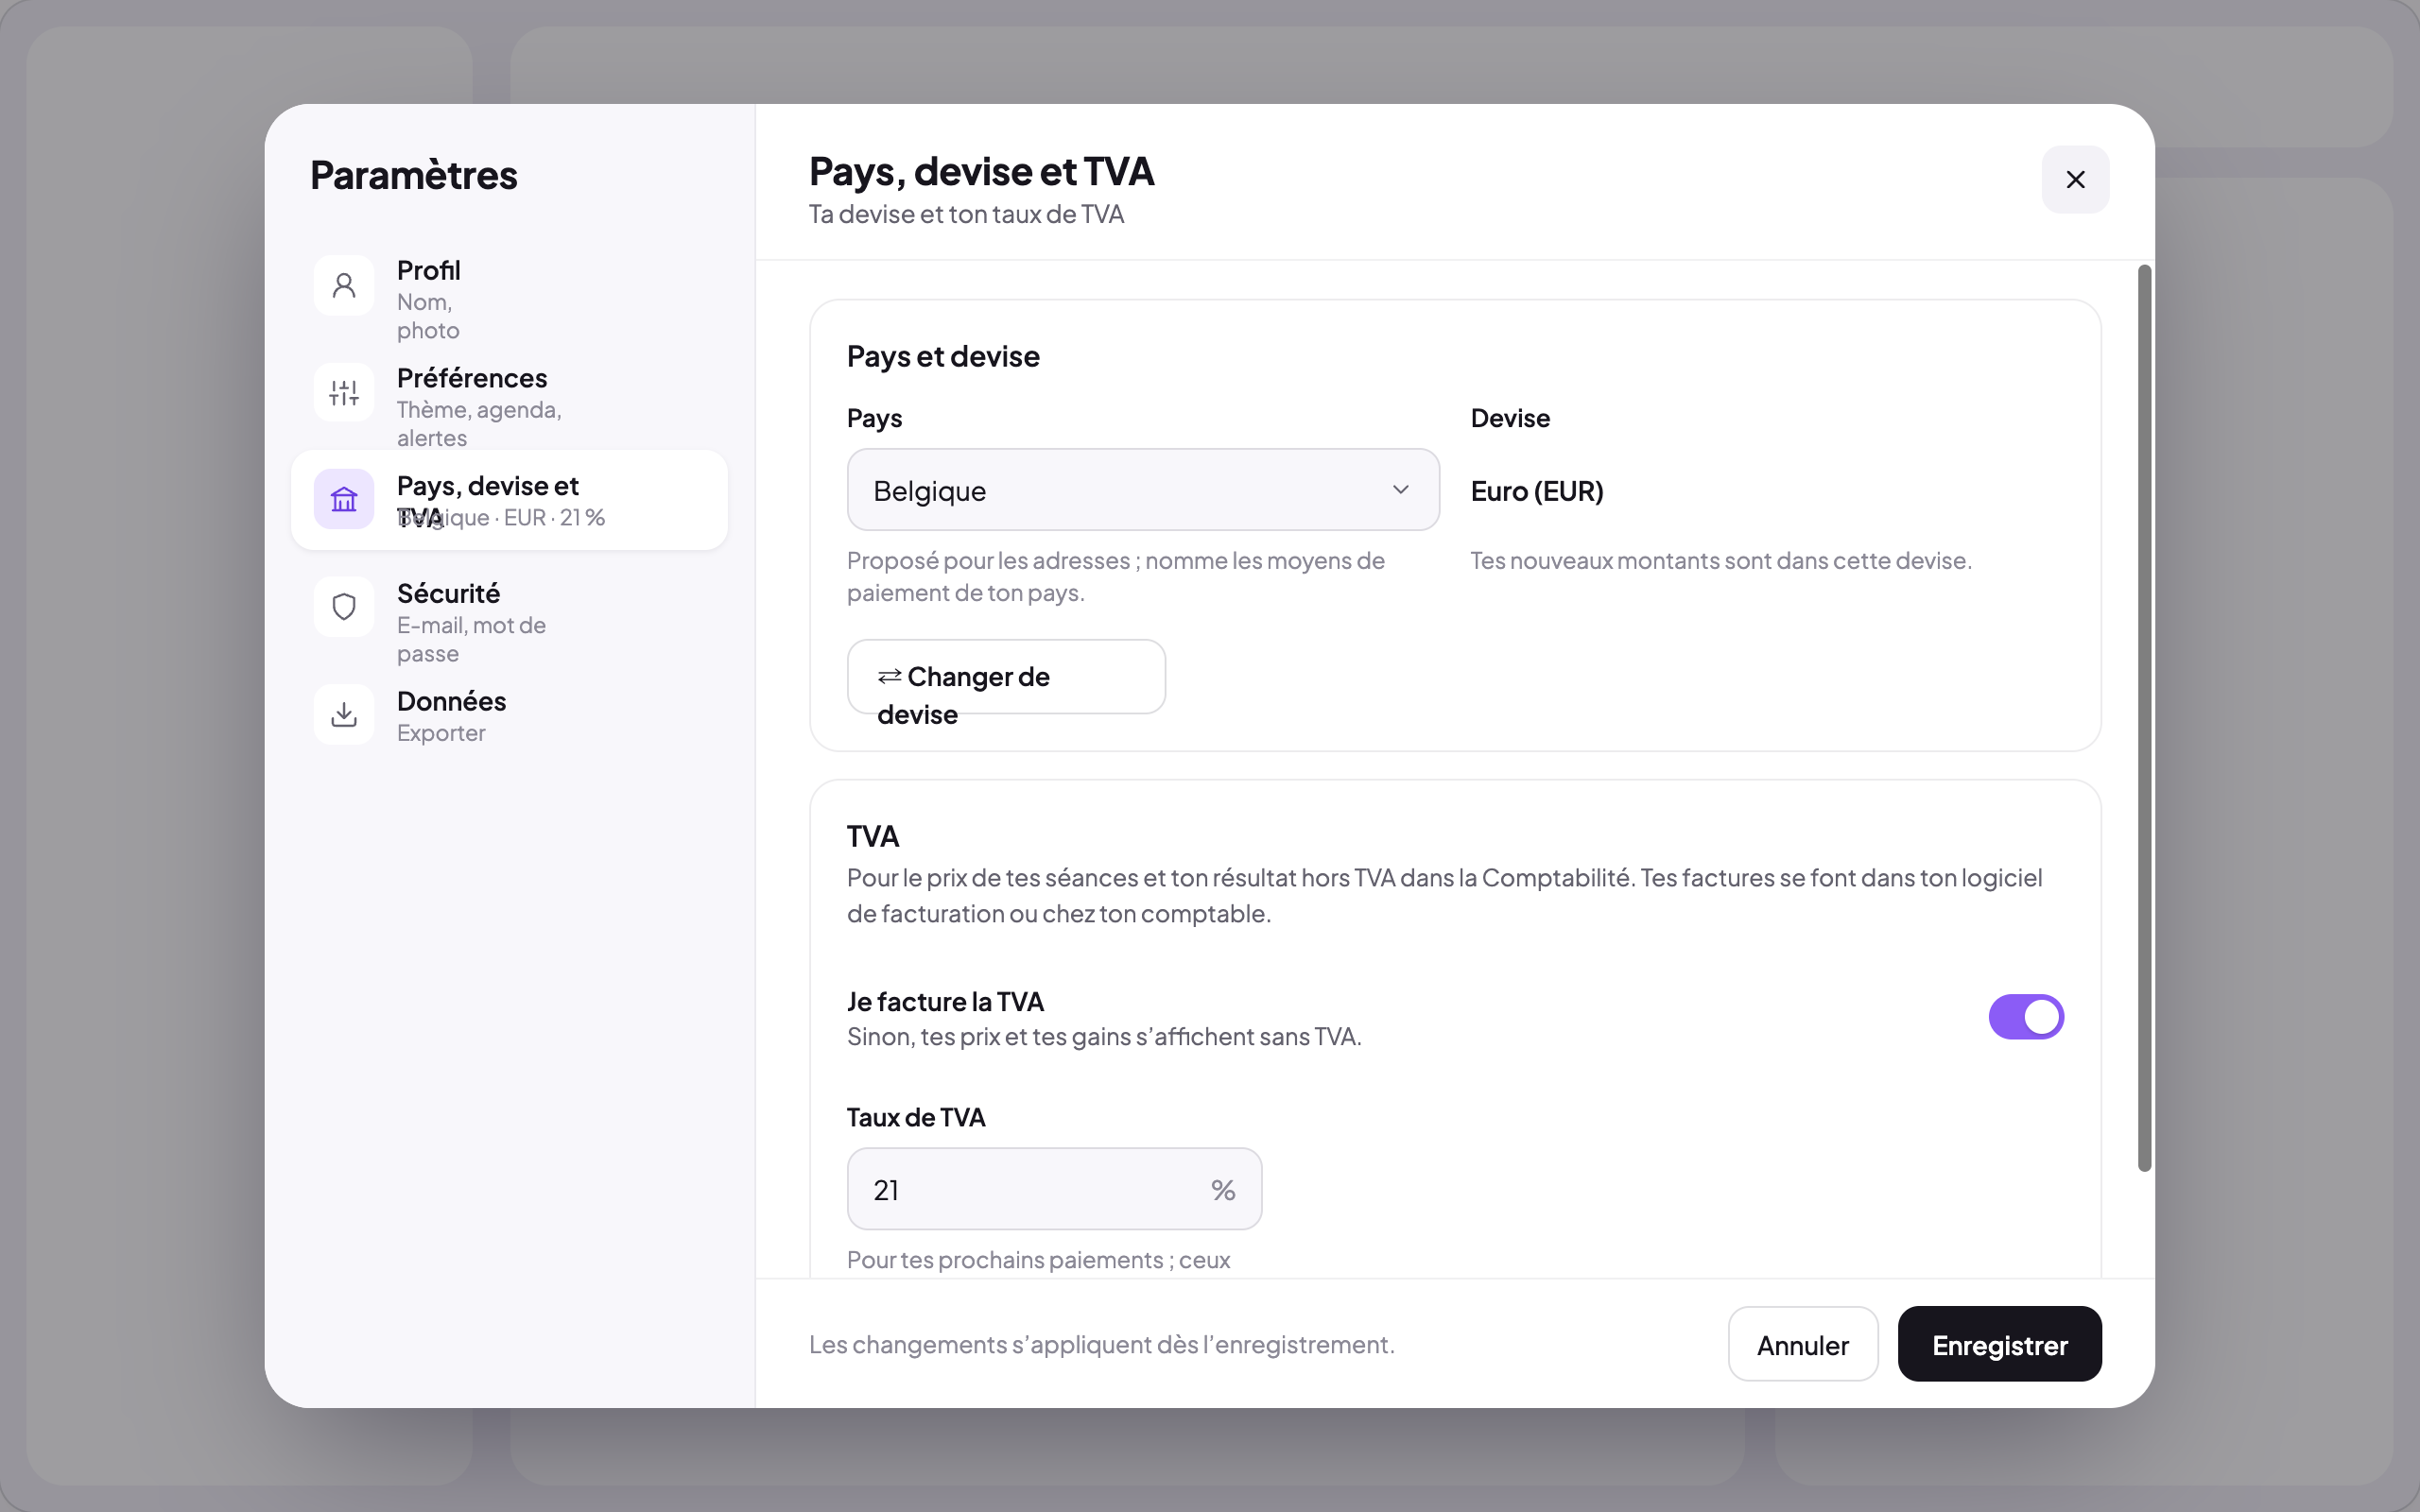 Paramètres
Profil
Nom,
photo
Préférences
Thème, agenda,
alertes
Pays, devise et
TVA
Belgique · EUR · 21 %
Sécurité
E-mail, mot de
passe
Données
Exporter
Pays, devise et TVA
Ta devise et ton taux de TVA
Pays et devise
Pays
Devise
Belgique
Euro (EUR)
Proposé pour les adresses ; nomme les moyens de
paiement de ton pays.
Tes nouveaux montants sont dans cette devise.
Changer de
devise
TVA
Pour le prix de tes séances et ton résultat hors TVA dans la Comptabilité. Tes factures se font dans ton logiciel
de facturation ou chez ton comptable.
Je facture la TVA
Sinon, tes prix et tes gains s’affichent sans TVA.
Taux de TVA
21 %
Pour tes prochains paiements ; ceux
Les changements s’appliquent dès l’enregistrement.
Annuler
Enregistrer